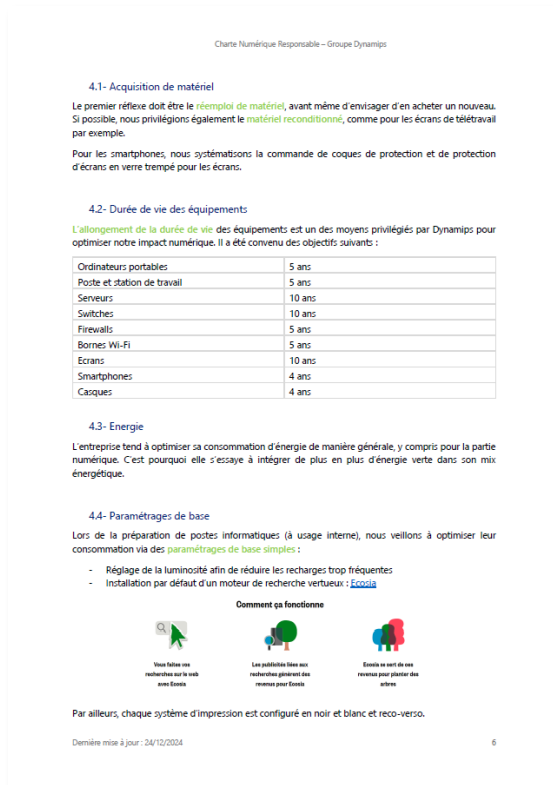 Charte Numérique Responsable – Groupe Dynamips
4.1- Acquisition de matériel
Le premier réflexe doit être le réemploi de matériel, avant même d'envisager d'en acheter un nouveau.
Si possible, nous privilégions également le matériel reconditionné, comme pour les écrans de télétravail
par exemple.
Pour les smartphones, nous systématisons la commande de coques de protection et de protection
d'écrans en verre trempé pour les écrans.
4.2- Durée de vie des équipements
L'allongement de la durée de vie des équipements est un des moyens privilégiés par Dynamips pour
optimiser notre impact numérique. Il a été convenu des objectifs suivants :
Ordinateurs portables 5 ans
Poste et station de travail 5 ans
Serveurs 10 ans
Switches 10 ans
Firewalls 5 ans
Bornes Wi-Fi 5 ans
Ecrans 10 ans
Smartphones 4 ans
Casques 4 ans
4.3- Energie
L'entreprise tend à optimiser sa consommation d'énergie de manière générale, y compris pour la partie
numérique. C'est pourquoi elle s'essaye à intégrer de plus en plus d'énergie verte dans son mix
énergétique.
4.4- Paramétrages de base
Lors de la préparation de postes informatiques (à usage interne), nous veillons à optimiser leur
consommation via des paramétrages de base simples :
- Réglage de la luminosité afin de réduire les recharges trop fréquentes
- Installation par défaut d'un moteur de recherche vertueux : Ecosia
Comment ça fonctionne
Vous faites vos
recherches sur le web
avec Ecosia
Les publicités liées aux
recherches génèrent des
revenus pour Ecosia
Ecosia se sert de ces
revenus pour planter des
arbres
Par ailleurs, chaque système d'impression est configuré en noir et blanc et reco-verso.
Dernière mise à jour : 24/12/2024
6